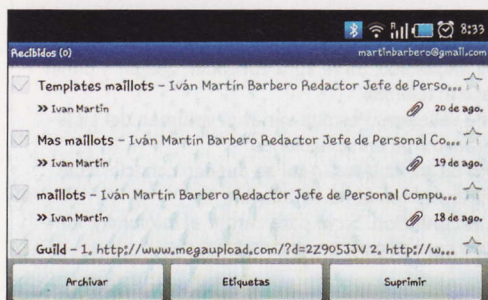 8:33
Recibidos (0) martinbarbero@gmail.com
Templates maillots - Iván Martín Barbero Redactor Jefe de Perso...
>> Ivan Martin 20 de ago.
Mas maillots - Iván Martín Barbero Redactor Jefe de Personal Co...
>> Ivan Martin 19 de ago.
maillots - Iván Martín Barbero Redactor Jefe de Personal Compu...
>> Ivan Martin 18 de ago.
Guild - 1, http://www.megaupload.com/?d=2Z9053JV 2, http://w...
Archivar Etiquetas Suprimir